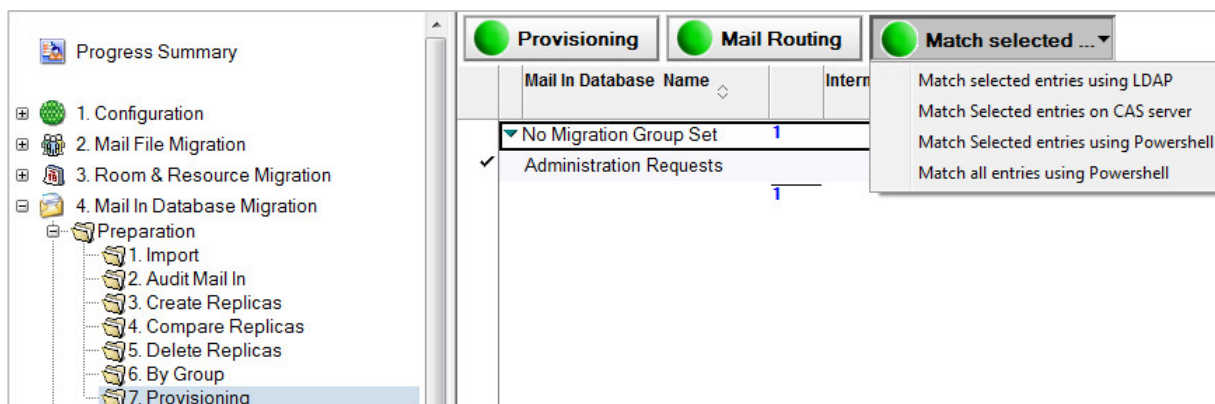 Progress Summary
1. Configuration
2. Mail File Migration
3. Room & Resource Migration
4. Mail In Database Migration
Preparation
1. Import
2. Audit Mail In
3. Create Replicas
4. Compare Replicas
5. Delete Replicas
6. By Group
7. Provisioning
Provisioning
Mail Routing
Match selected ...
Mail In Database Name
Intern
No Migration Group Set 1
Administration Requests
1
Match selected entries using LDAP
Match Selected entries on CAS server
Match Selected entries using Powershell
Match all entries using Powershell